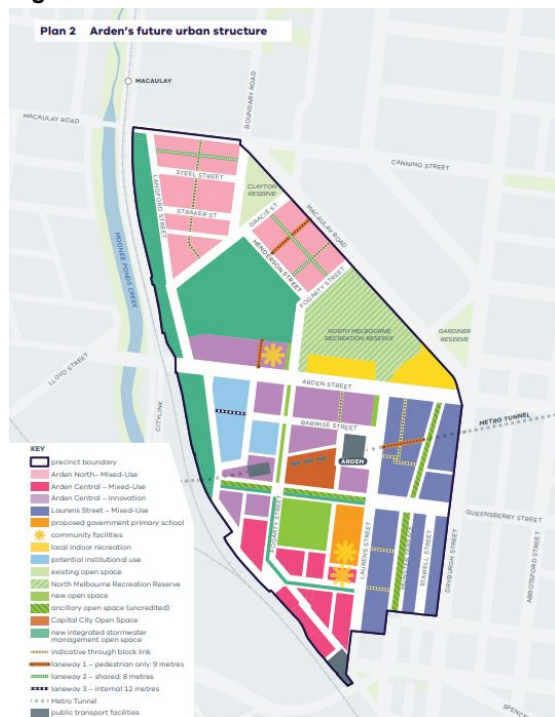 Plan 2 Arden's future urban structure
MACAULAY
BOUNDARY ROAD
MACAULAY ROAD
CANNING STREET
STEEL STREET
CLAYTON
RESERVE
LANGFORD STREET
STRAKER ST
GRACIE ST
MACAULAY ROAD
HENDERSON STREET
FOGARTY STREET
MOONEE PONDS CREEK
NORTH MELBOURNE
RECREATION RESERVE
GARDINER
RESERVE
LLOYD STREET
CITYLINK
ARDEN STREET
BARWISE STREET
METRO TUNNEL
ARDEN
FOGARTY STREET
LAURENS STREET
QUEENSBERRY STREET
STAWELL STREET
DRYBURGH STREET
ABBOTSFORD STREET
KEY
precinct boundary
Arden North – Mixed-Use
Arden Central – Mixed-Use
Arden Central – Innovation
Laurens Street – Mixed-Use
proposed government primary school
community facilities
local indoor recreation
potential institutional use
existing open space
North Melbourne Recreation Reserve
new open space
ancillary open space (uncredited)
Capital City Open Space
new integrated stormwater
management open space
indicative through block link
laneway 1 – pedestrian only: 9 metres
laneway 2 – shared: 8 metres
laneway 3 – internal 12 metres
Metro Tunnel
public transport facilities